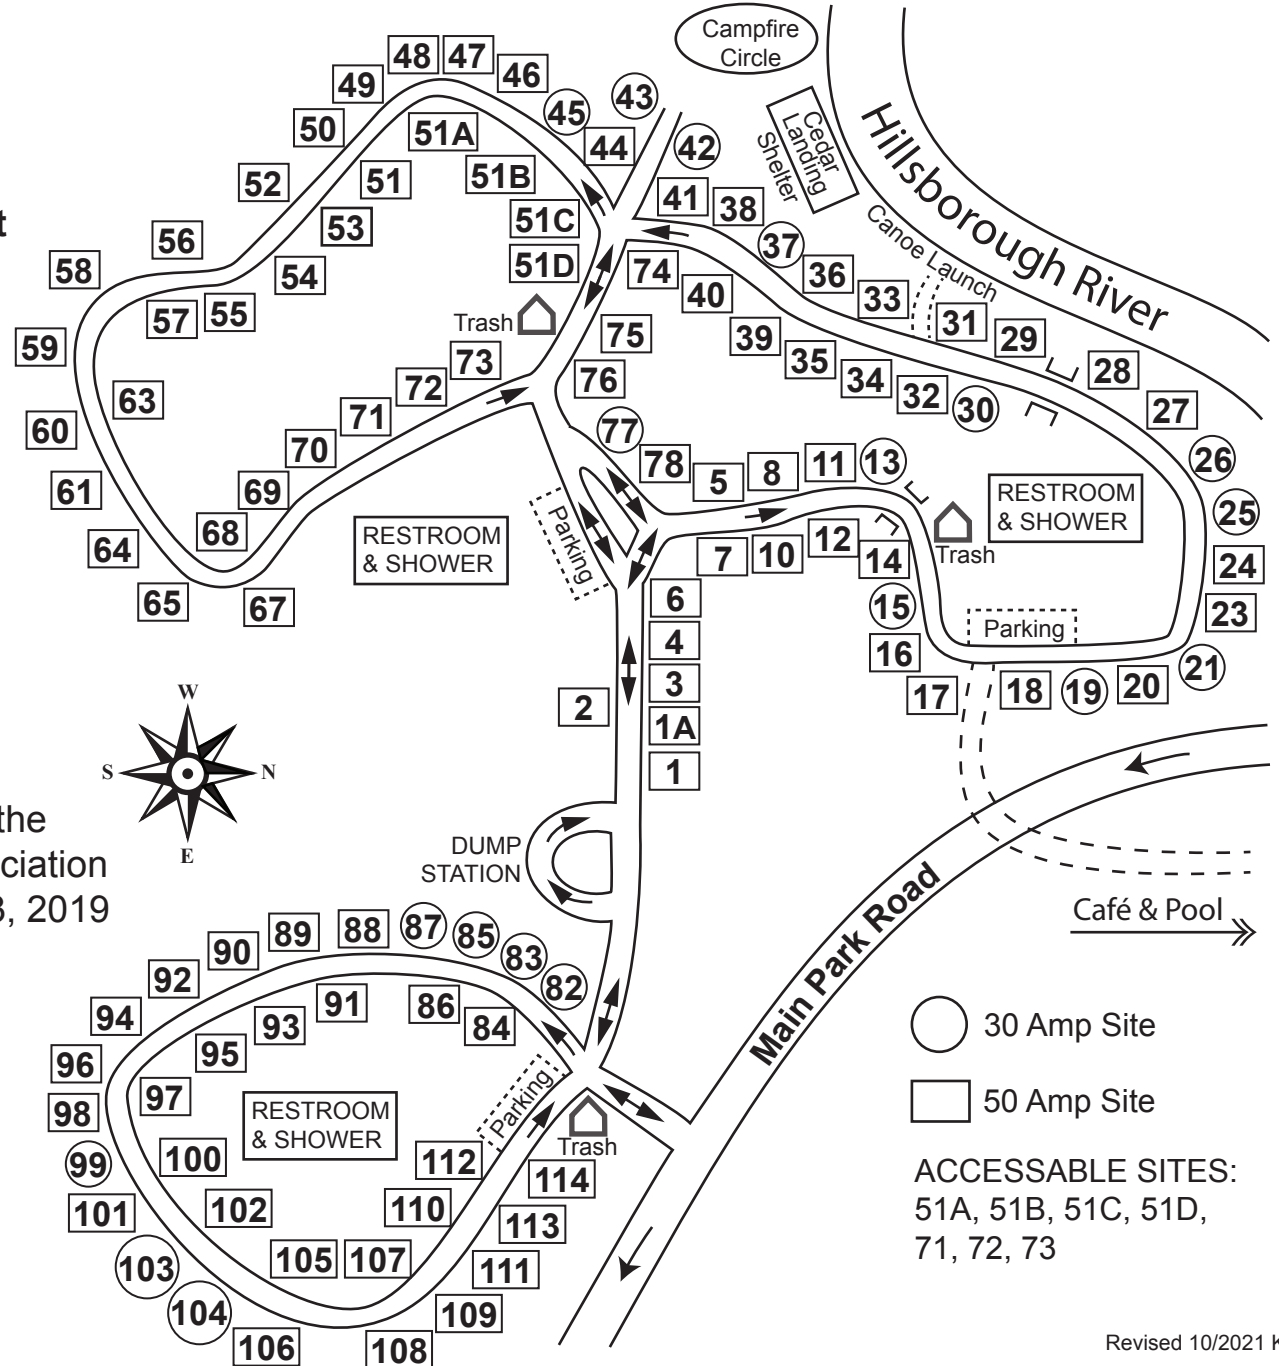 Campfire
Circle
48
47
46
49
45
43
50
51A
44
42
Cedar
Landing
Shelter
Hillsborough River
52
51
51B
41
38
t
56
53
51C
37
Canoe Launch
58
54
51D
74
36
57
55
40
33
31
59
Trash
75
39
29
73
35
28
63
72
76
34
32
30
27
60
71
77
70
78
5
8
11
13
26
61
69
RESTROOM
& SHOWER
25
68
RESTROOM
& SHOWER
Parking
7
10
12
14
Trash
64
24
65
67
6
15
23
4
16
Parking
21
3
17
18
19
20
2
1A
1
W
S
N
E
the
ciation
3, 2019
DUMP
STATION
Café & Pool
Main Park Road
90
89
88
87
85
83
82
92
91
86
84
94
93
95
96
97
98
RESTROOM
& SHOWER
Parking
Trash
99
100
112
114
101
102
110
113
103
105
107
111
104
109
106
108
30 Amp Site
50 Amp Site
ACCESSABLE SITES:
51A, 51B, 51C, 51D,
71, 72, 73
Revised 10/2021 K